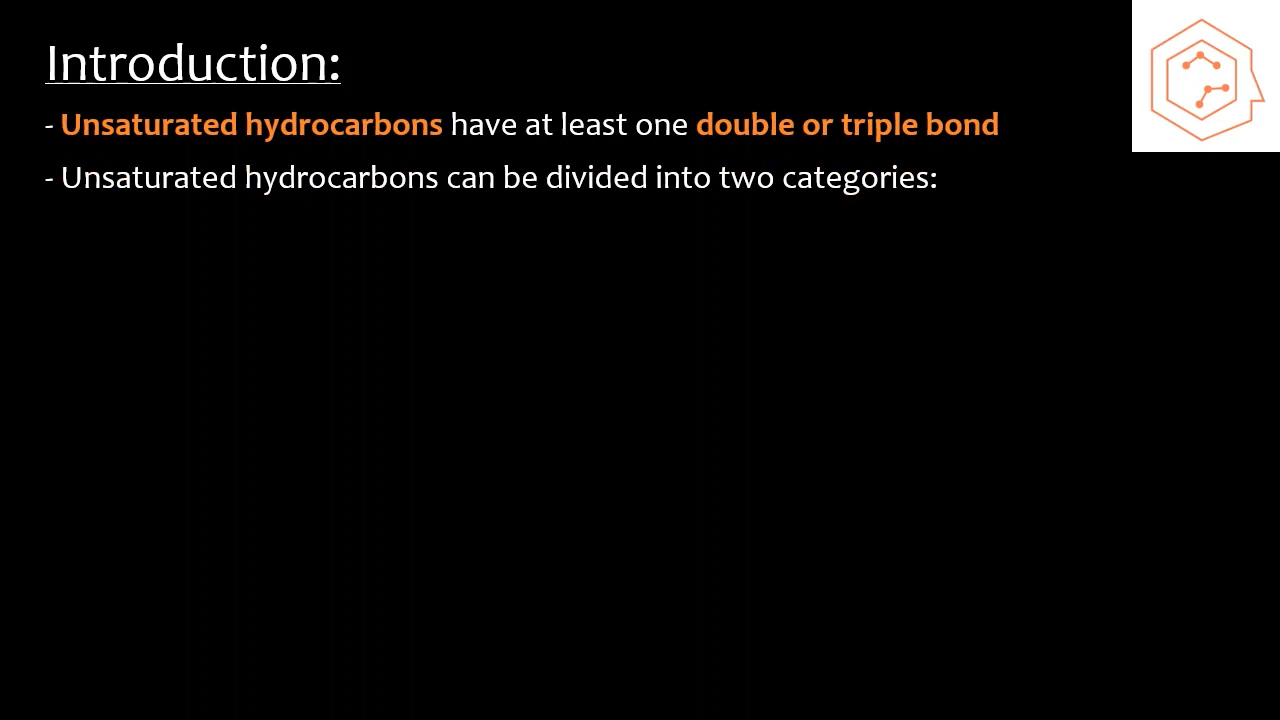 Introduction:
- Unsaturated hydrocarbons have at least one double or triple bond
- Unsaturated hydrocarbons can be divided into two categories: